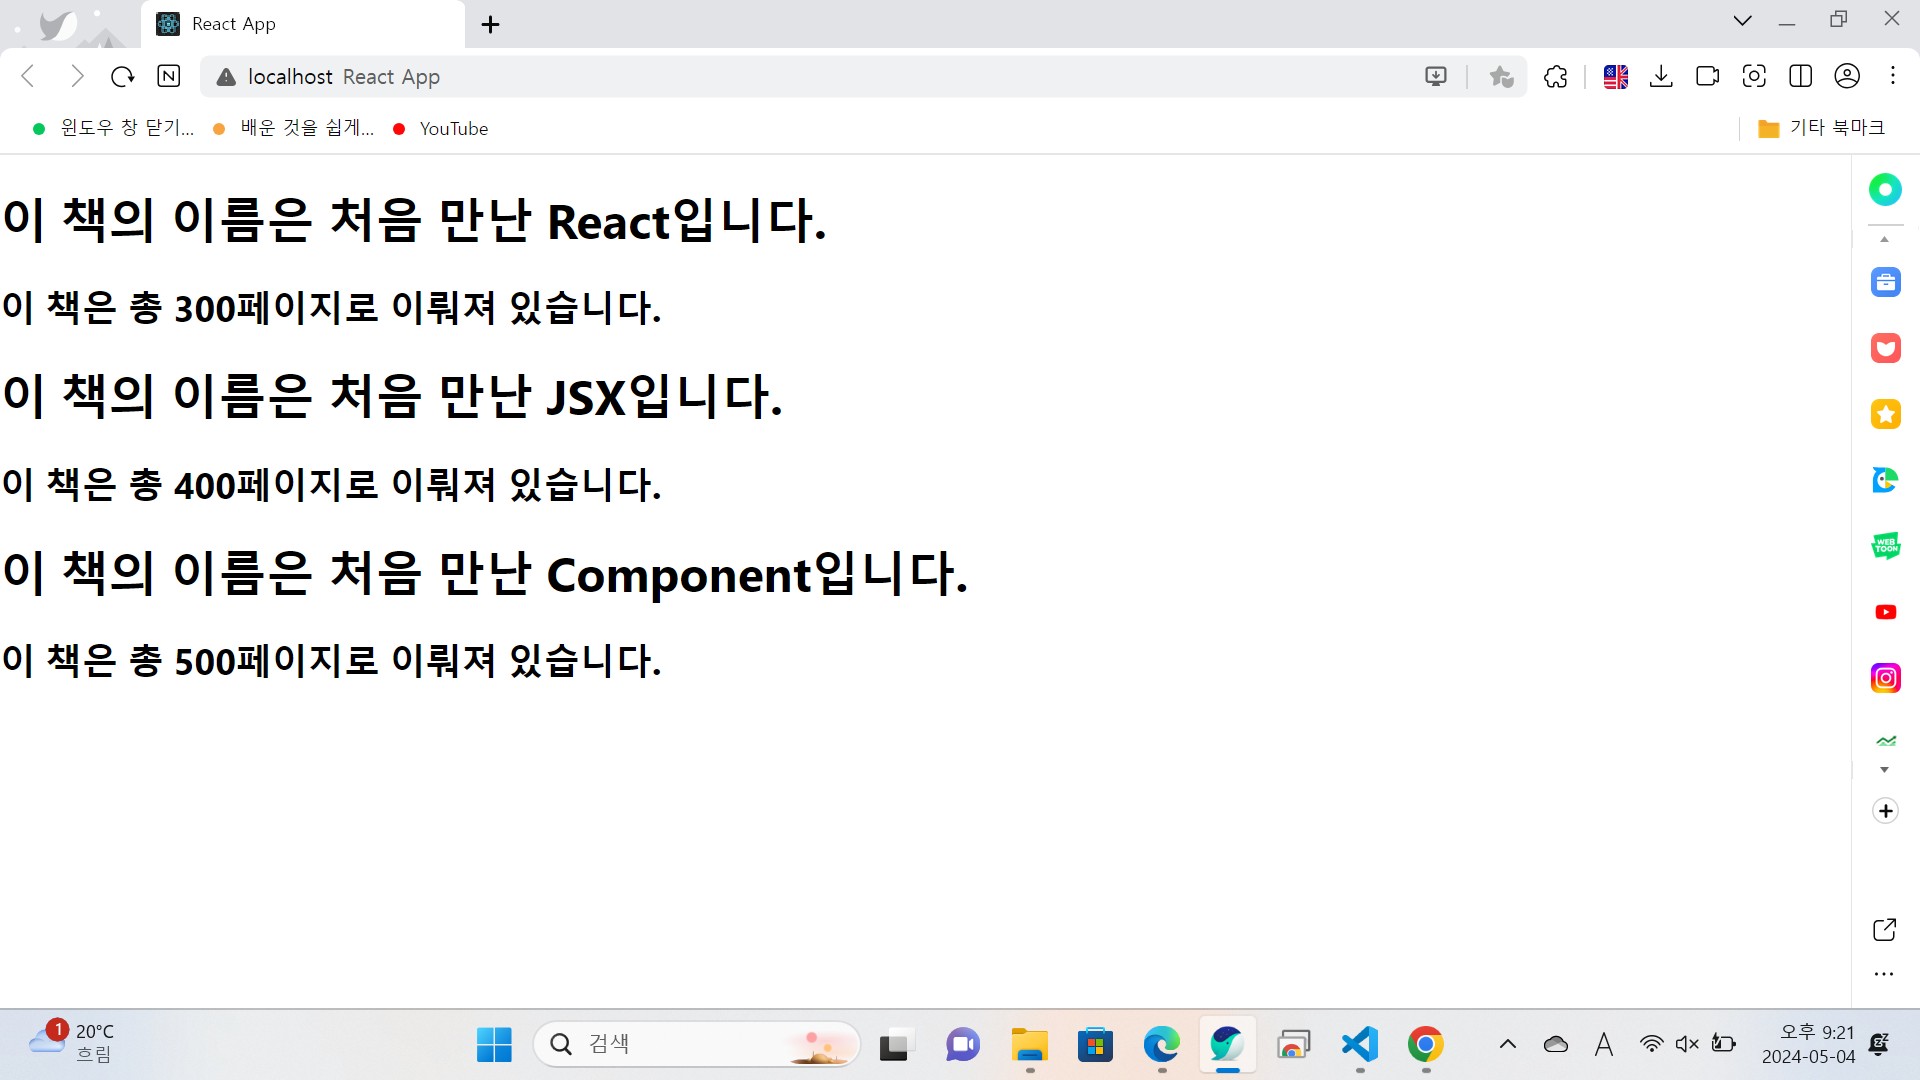 React App
localhost React App
윈도우 창 닫기...
배운 것을 쉽게...
YouTube
기타 북마크
이 책의 이름은 처음 만난 React입니다.
이 책은 총 300페이지로 이뤄져 있습니다.
이 책의 이름은 처음 만난 JSX입니다.
이 책은 총 400페이지로 이뤄져 있습니다.
이 책의 이름은 처음 만난 Component입니다.
이 책은 총 500페이지로 이뤄져 있습니다.
WEB
TOON
1
20°C
흐림
검색
A
오후 9:21
2024-05-04